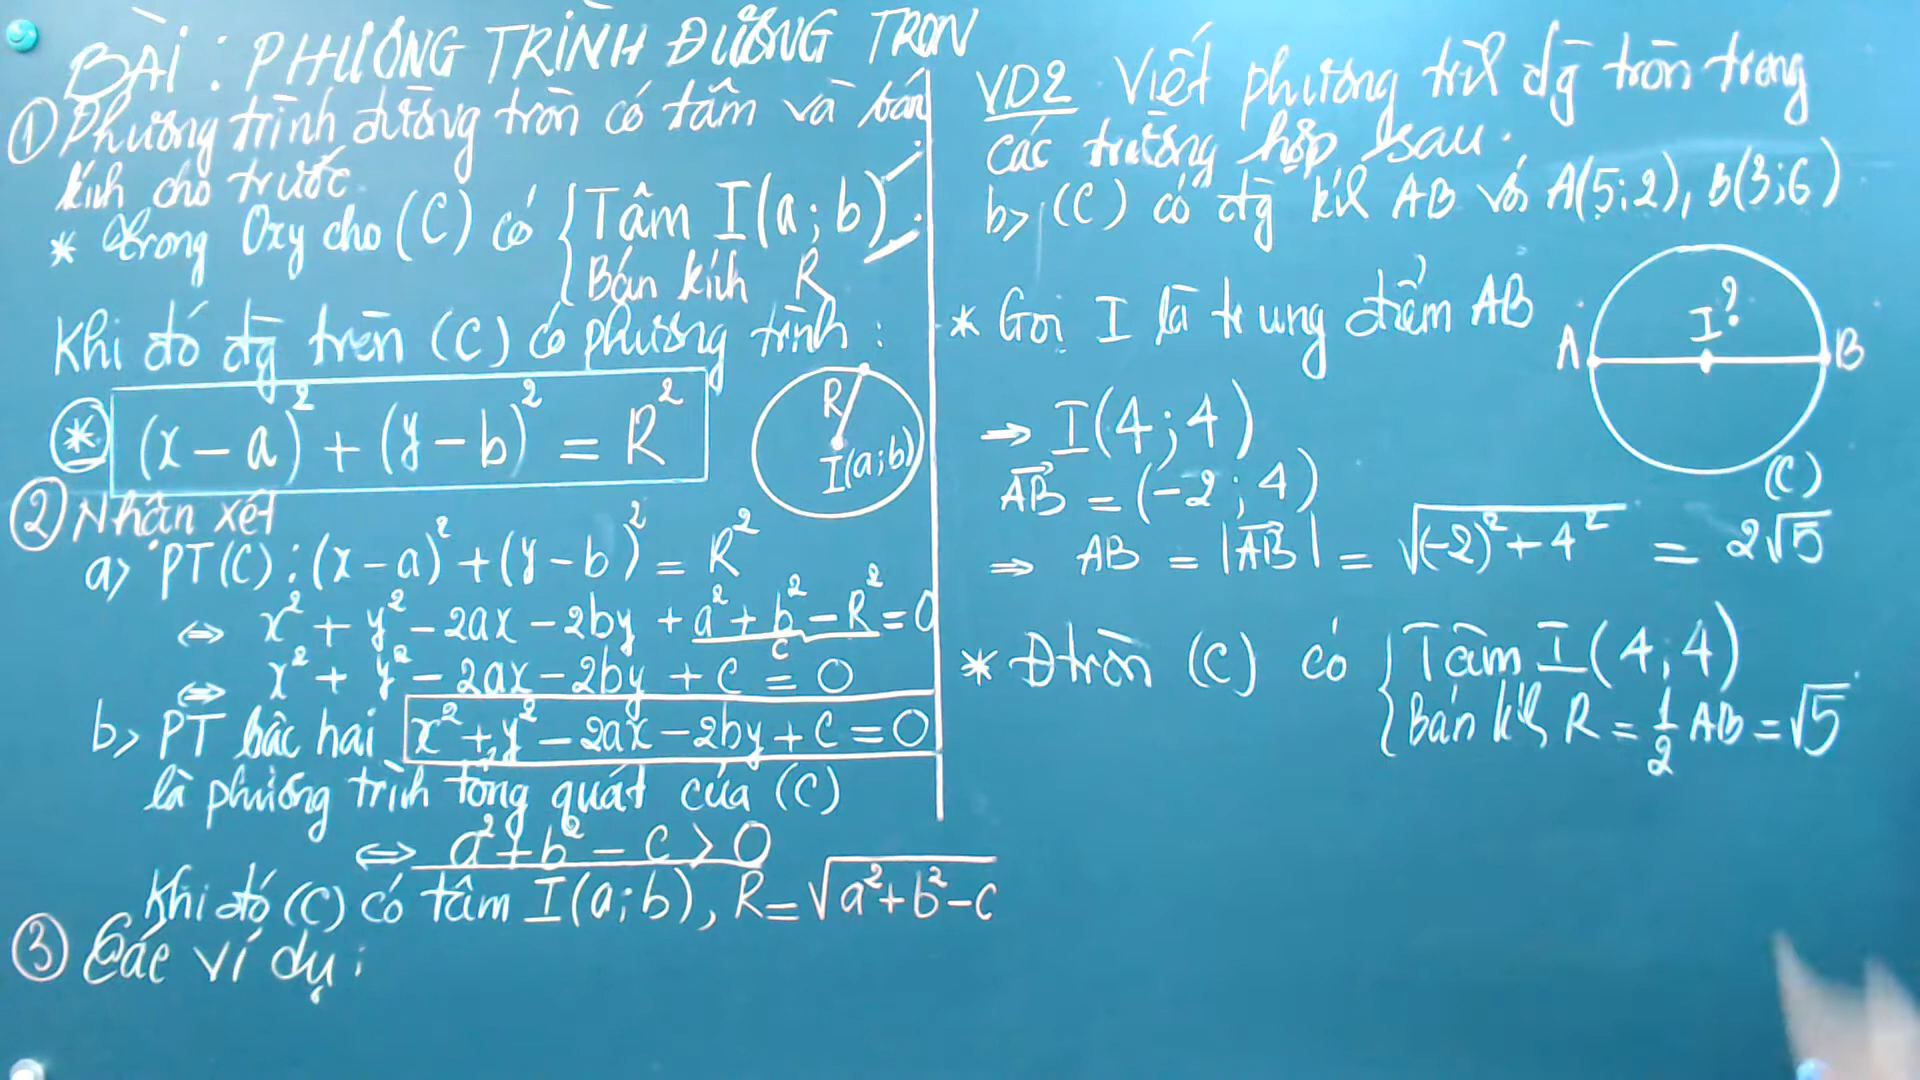 BÀI : PHƯƠNG TRÌNH ĐƯỜNG TRÒN
① Phương trình đường tròn có tâm và bán
kính cho trước.
* Trong Oxy cho (C) có { Tâm I(a ; b)
Bán kính R
Khi đó đg tròn (C) có phương trình :
(*) (x – a)² + (y – b)² = R²
R
I(a;b)
② Nhận xét
a> PT(C) : (x – a)² + (y – b)² = R²
⇔ x² + y² – 2ax – 2by + a² + b² – R² = 0
c
⇔ x² + y² – 2ax – 2by + c = 0
b> PT bậc hai x² + y² – 2ax – 2by + c = 0
là phương trình tổng quát của (C)
⇔ a² + b² – c > 0
Khi đó (C) có tâm I(a;b), R = √(a² + b² – c)
③ Các ví dụ :
VD2 Viết phương trh đg tròn trong
các trường hợp sau.
b> (C) có đg kíh AB với A(5;2), B(3;6)
* Gọi I là trung điểm AB
A I? B
(C)
→ I(4;4)
AB⃗ = (-2 ; 4)
⇒ AB = |AB⃗| = √((-2)² + 4²) = 2√5
* Đtròn (C) có { Tâm I(4;4)
Bán kíh R = 1/2 AB = √5